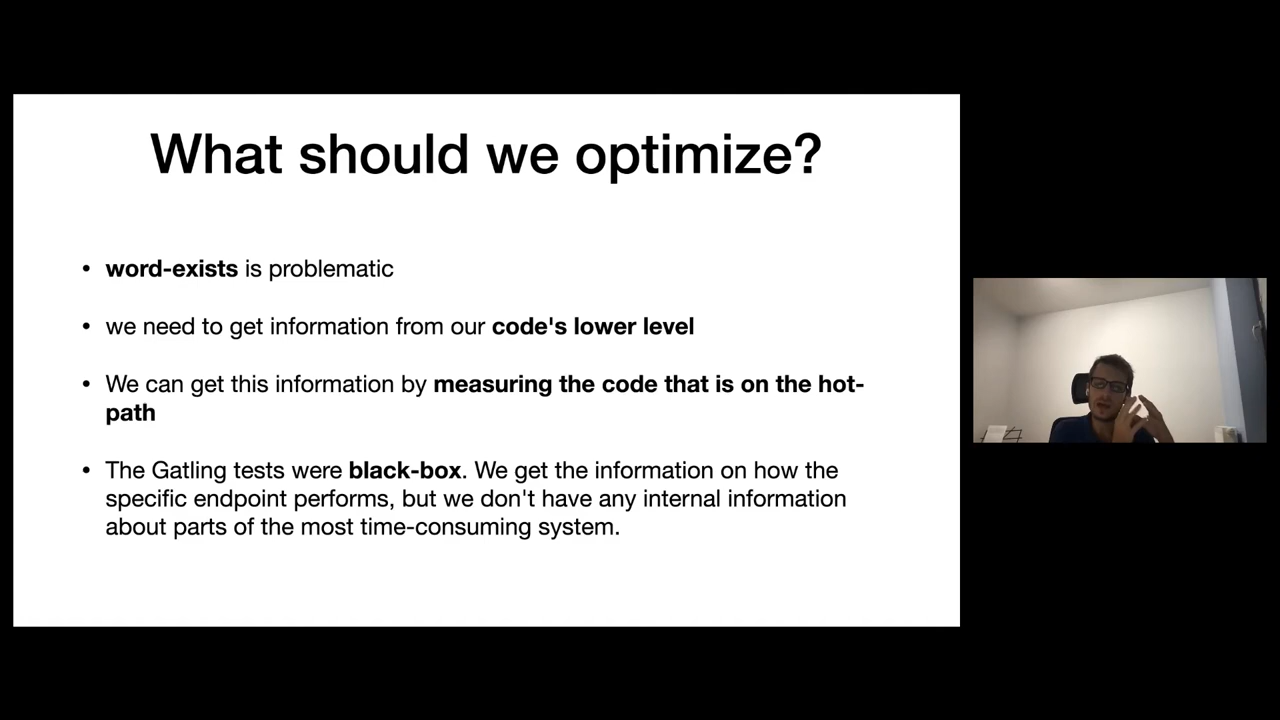 What should we optimize?
• word-exists is problematic
• we need to get information from our code's lower level
• We can get this information by measuring the code that is on the hot-
path
• The Gatling tests were black-box. We get the information on how the
specific endpoint performs, but we don't have any internal information
about parts of the most time-consuming system.